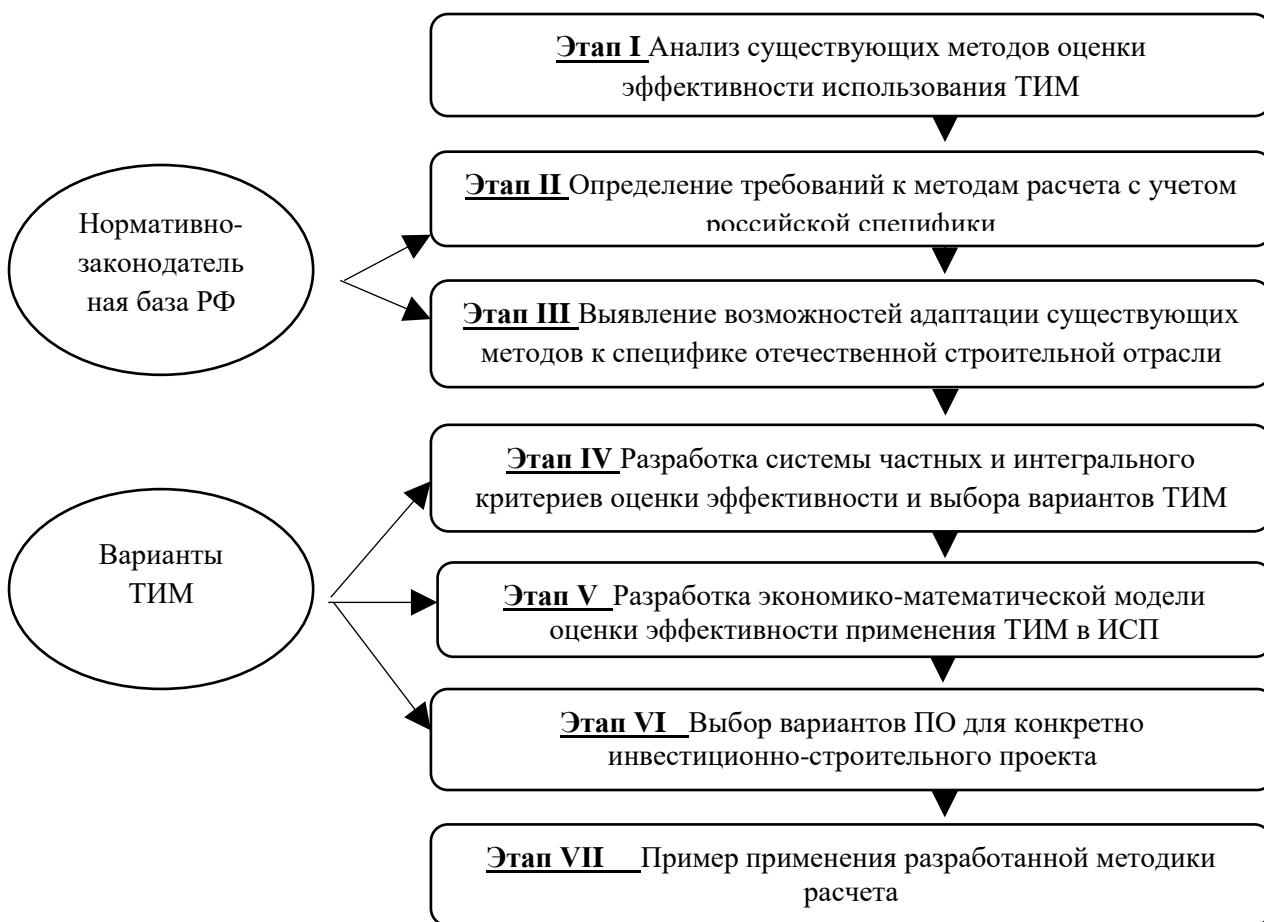 Этап I Анализ существующих методов оценки
эффективности использования ТИМ
Этап II Определение требований к методам расчета с учетом
российской специфики
Нормативно-
законодатель
ная база РФ
Этап III Выявление возможностей адаптации существующих
методов к специфике отечественной строительной отрасли
Этап IV Разработка системы частных и интегрального
критериев оценки эффективности и выбора вариантов ТИМ
Варианты
ТИМ
Этап V Разработка экономико-математической модели
оценки эффективности применения ТИМ в ИСП
Этап VI Выбор вариантов ПО для конкретно
инвестиционно-строительного проекта
Этап VII Пример применения разработанной методики
расчета